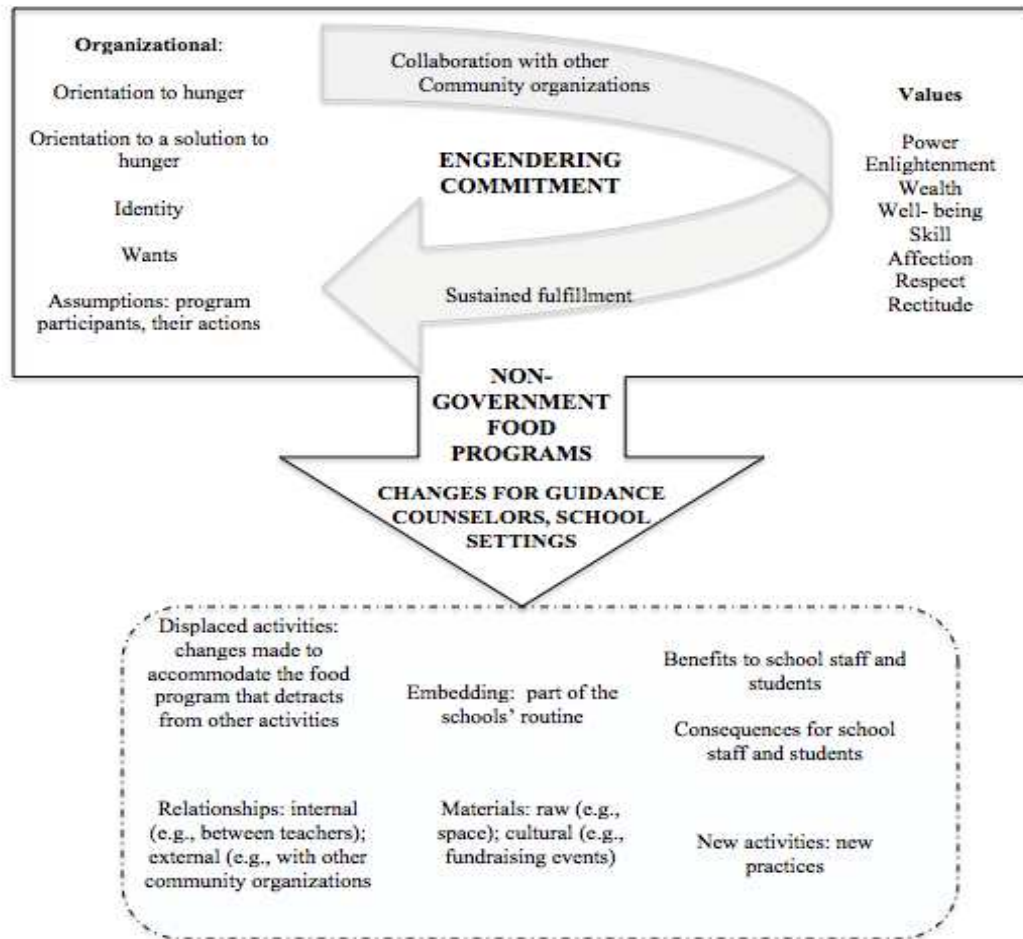 Organizational:
Orientation to hunger
Orientation to a solution to
hunger
Identity
Wants
Assumptions: program
participants, their actions
Collaboration with other
Community organizations
ENGENDERING
COMMITMENT
Sustained fulfillment
Values
Power
Enlightenment
Wealth
Well- being
Skill
Affection
Respect
Rectitude
NON-
GOVERNMENT
FOOD
PROGRAMS
CHANGES FOR GUIDANCE
COUNSELORS, SCHOOL
SETTINGS
Displaced activities:
changes made to
accommodate the food
program that detracts
from other activities
Embedding: part of the
schools’ routine
Benefits to school staff and
students
Consequences for school
staff and students
Relationships: internal
(e.g., between teachers);
external (e.g., with other
community organizations
Materials: raw (e.g.,
space); cultural (e.g.,
fundraising events)
New activities: new
practices